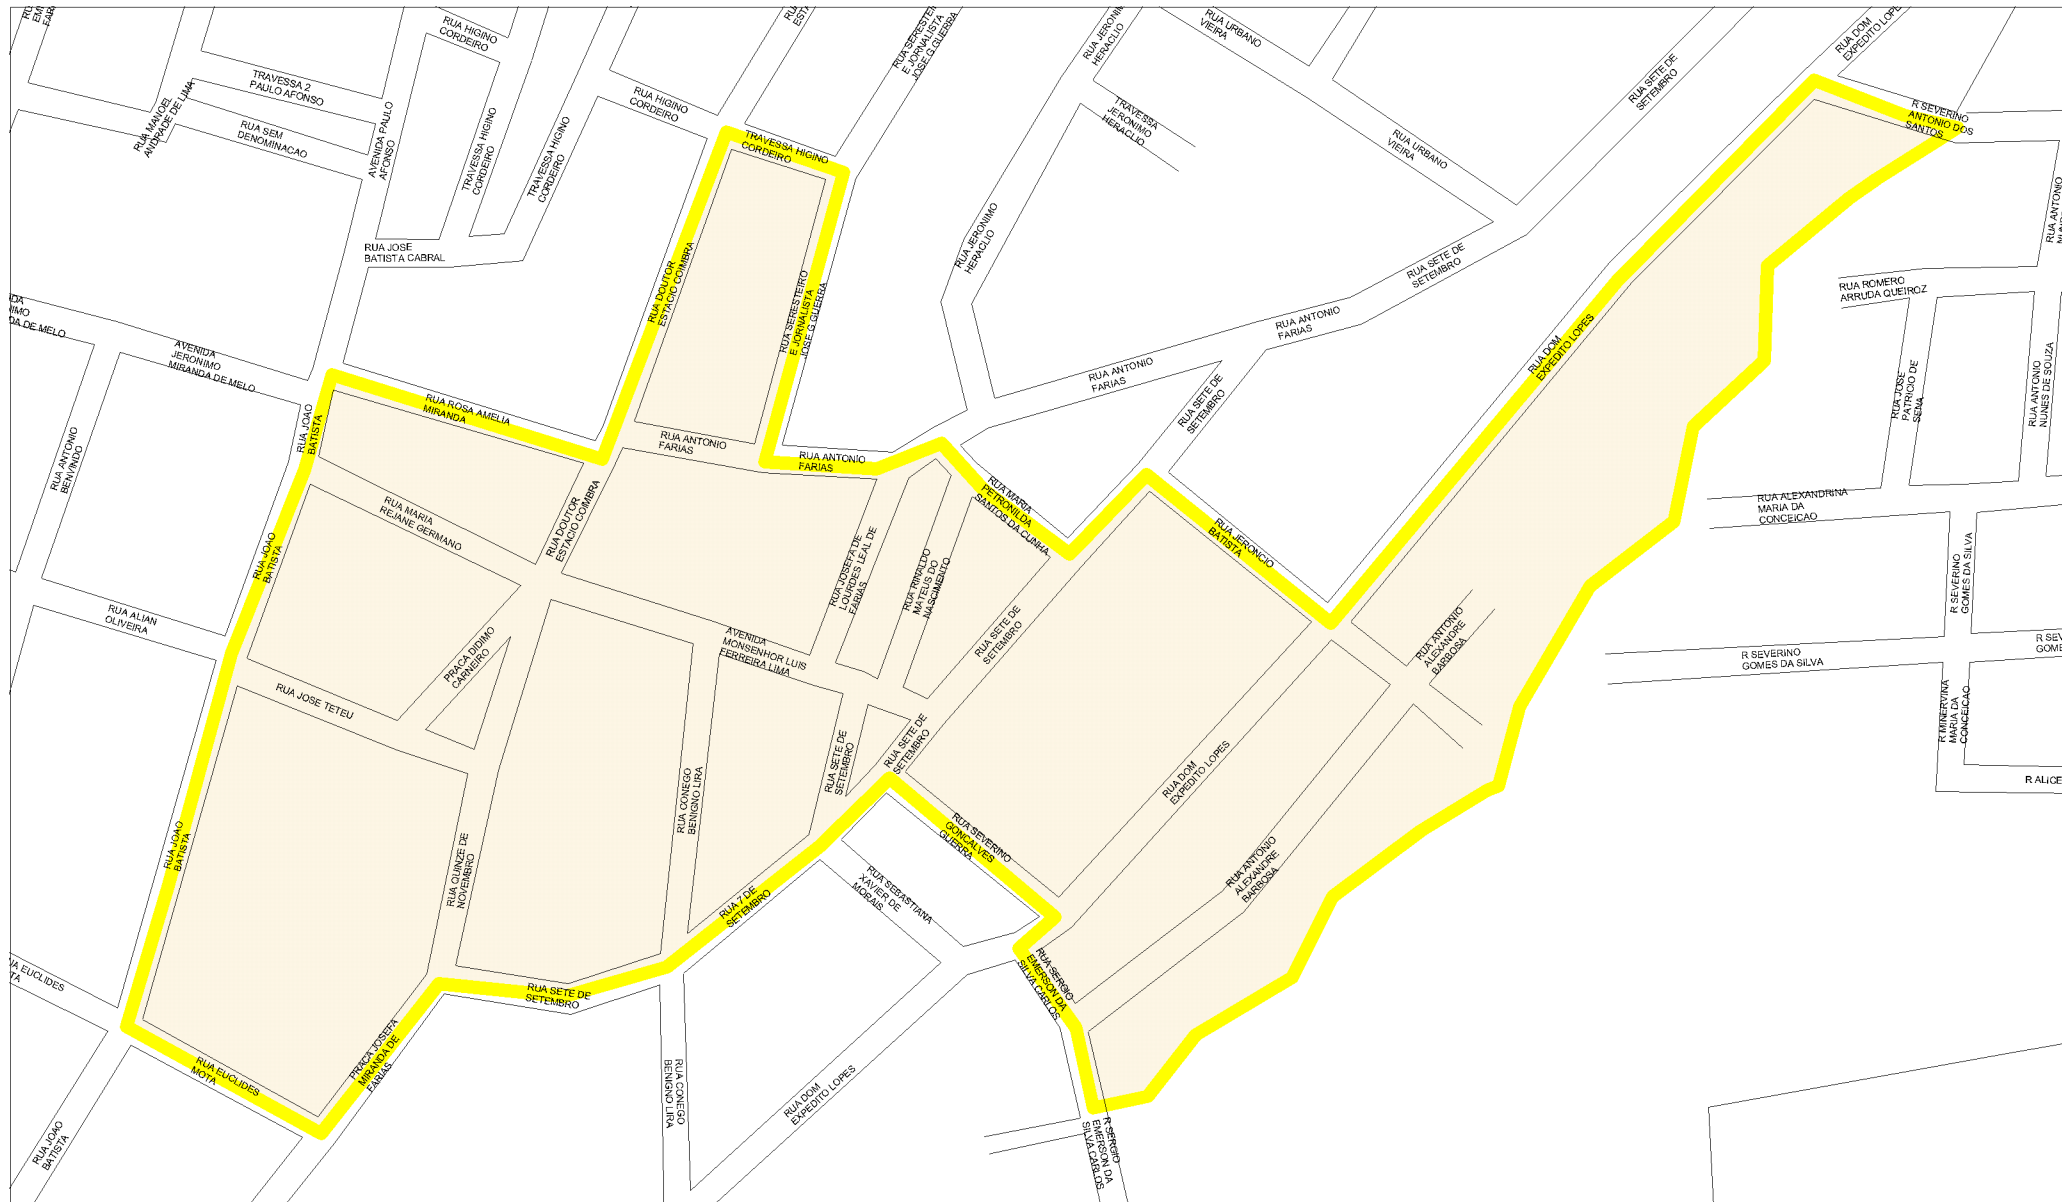 RUA HIGINO
CORDEIRO
RUA SERESTEIRO
E JORNALISTA
JOSE G GUERRA
RUA JERONIMO
HERACLIO
RUA URBANO
VIEIRA
RUA DOM
EXPEDITO LOPES
TRAVESSA 2
PAULO AFONSO
RUA MANOEL
ANDRADE DE LIMA
RUA SEM
DENOMINACAO
AVENIDA PAULO
AFONSO
TRAVESSA HIGINO
CORDEIRO
TRAVESSA HIGINO
CORDEIRO
RUA HIGINO
CORDEIRO
TRAVESSA HIGINO
CORDEIRO
TRAVESSA
JERONIMO
HERACLIO
RUA URBANO
VIEIRA
RUA SETE DE
SETEMBRO
R SEVERINO
ANTONIO DOS
SANTOS
RUA ANTONIO
RUA JOSE
BATISTA CABRAL
RUA DOUTOR
ESTACIO COIMBRA
RUA SERESTEIRO
E JORNALISTA
JOSE G GUERRA
RUA JERONIMO
HERACLIO
RUA SETE DE
SETEMBRO
RUA ROMERO
ARRUDA QUEIROZ
DA DE MELO
AVENIDA
JERONIMO
MIRANDA DE MELO
RUA ANTONIO
FARIAS
RUA ANTONIO
FARIAS
RUA SETE DE
SETEMBRO
RUA DOM
EXPEDITO LOPES
RUA JOSE
PATRICIO DE
SENA
RUA ANTONIO
NUNES DE SOUZA
RUA ROSA AMELIA
MIRANDA
RUA JOAO
BATISTA
RUA ANTONIO
BENVINDO
RUA ANTONIO
FARIAS
RUA ANTONIO
FARIAS
RUA MARIA
PETRONILDA
SANTOS DA CUNHA
RUA MARIA
REJANE GERMANO
RUA DOUTOR
ESTACIO COIMBRA
RUA JERONCIO
BATISTA
RUA ALEXANDRINA
MARIA DA
CONCEICAO
RUA JOAO
BATISTA
RUA JOSEFA DE
LOURDES LEAL DE
FARIAS
RUA RINALDO
MATEUS DO
NASCIMENTO
R SEVERINO
GOMES DA SILVA
RUA ALIAN
OLIVEIRA
PRACA DIDIMO
CARNEIRO
AVENIDA
MONSENHOR LUIS
FERREIRA LIMA
RUA SETE DE
SETEMBRO
RUA ANTONIO
ALEXANDRE
BARBOSA
R SEVERINO
GOMES DA SILVA
R SEV
GOME
RUA JOSE TETEU
R MINERVINA
MARIA DA
CONCEICAO
RUA SETE DE
SETEMBRO
RUA SETE DE
SETEMBRO
RUA DOM
EXPEDITO LOPES
R ALICE
RUA CONEGO
BENIGNO LIRA
RUA JOAO
BATISTA
RUA QUINZE DE
NOVEMBRO
RUA SEVERINO
GONCALVES
GUERRA
RUA ANTONIO
ALEXANDRE
BARBOSA
RUA SEBASTIANA
XAVIER DE
MORAIS
RUA 7 DE
SETEMBRO
UA EUCLIDES
TA
RUA SETE DE
SETEMBRO
RUA SERGIO
EMERSON DA
SILVA CARLOS
PRACA JOSEFA
MIRANDA DE
FARIAS
RUA EUCLIDES
MOTA
RUA CONEGO
BENIGNO LIRA
RUA DOM
EXPEDITO LOPES
RUA JOAO
BATISTA
R SERGIO
EMERSON DA
SILVA CARLOS